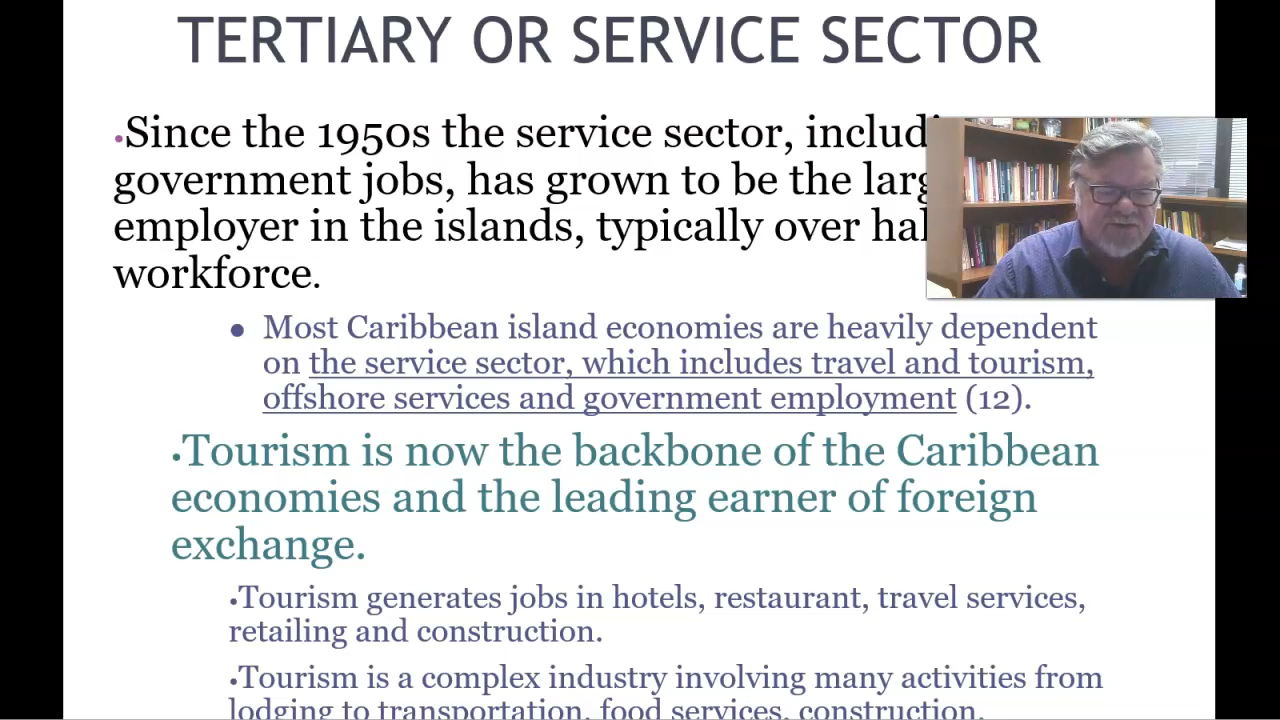 TERTIARY OR SERVICE SECTOR
•Since the 1950s the service sector,
government jobs, has grown to be the
employer in the islands, typically over
workforce.
● Most Caribbean island economies are heavily dependent
on the service sector, which includes travel and tourism,
offshore services and government employment (12).
•Tourism is now the backbone of the Caribbean
economies and the leading earner of foreign
exchange.
•Tourism generates jobs in hotels, restaurant, travel services,
retailing and construction.
•Tourism is a complex industry involving many activities from
lodging to transportation, food services, construction,